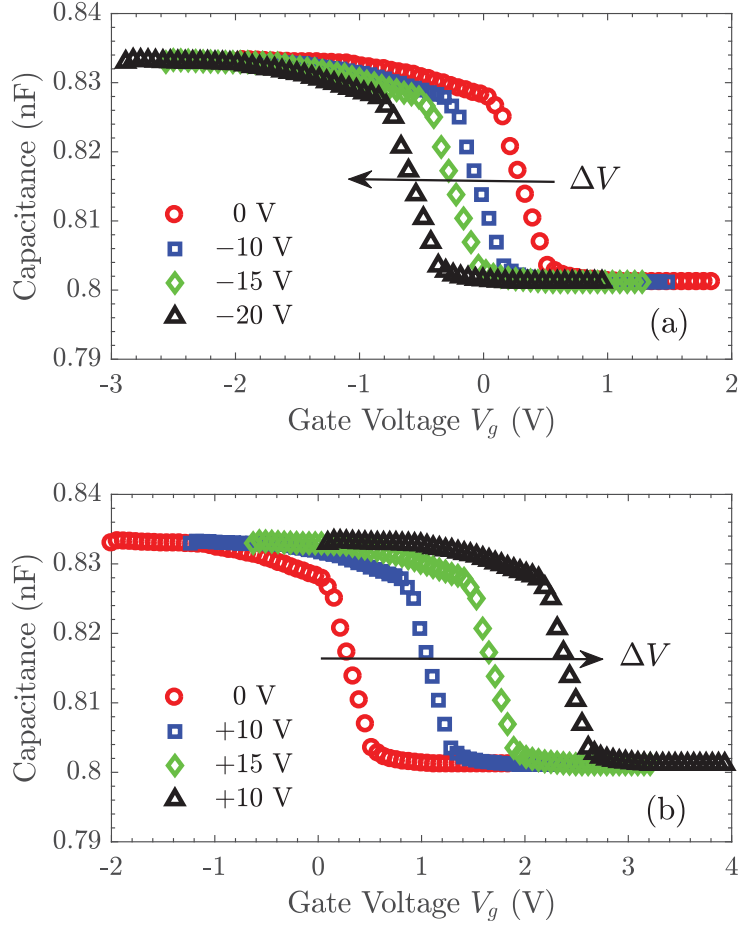 0.84
0.83
0.82
0.81
0.8
0.79
Capacitance (nF)
ΔV
0 V
−10 V
−15 V
−20 V
(a)
-3 -2 -1 0 1 2
Gate Voltage Vg (V)
0.84
0.83
0.82
0.81
0.8
0.79
Capacitance (nF)
ΔV
0 V
+10 V
+15 V
+10 V
(b)
-2 -1 0 1 2 3 4
Gate Voltage Vg (V)